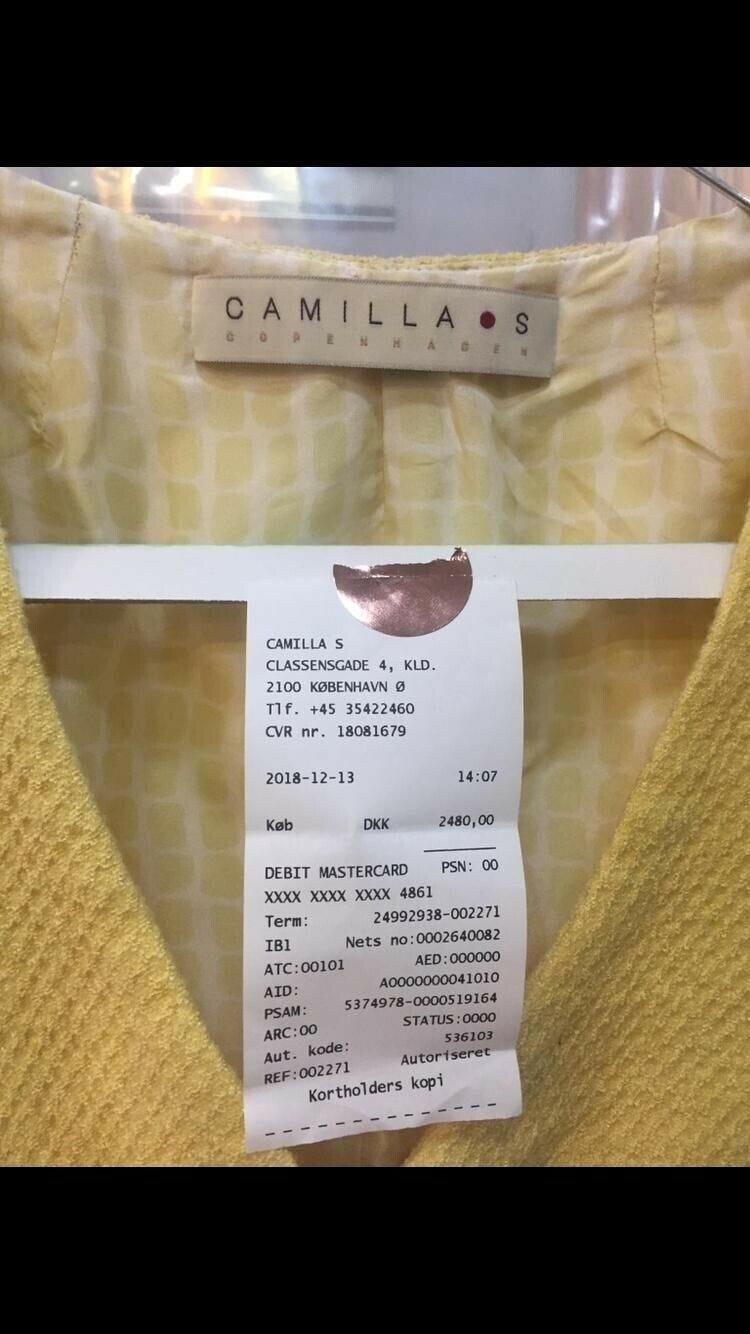 CAMILLA S
COPENHAGEN
CAMILLA S
CLASSENSGADE 4, KLD.
2100 KØBENHAVN Ø
Tlf. +45 35422460
CVR nr. 18081679
2018-12-13 14:07
Køb DKK 2480,00
DEBIT MASTERCARD PSN: 00
XXXX XXXX XXXX 4861
Term: 24992938-002271
IB1 Nets no:0002640082
ATC:00101 AED:000000
AID: A0000000041010
PSAM: 5374978-0000519164
ARC:00 STATUS:0000
Aut. kode: 536103
REF:002271 Autoriseret
Kortholders kopi